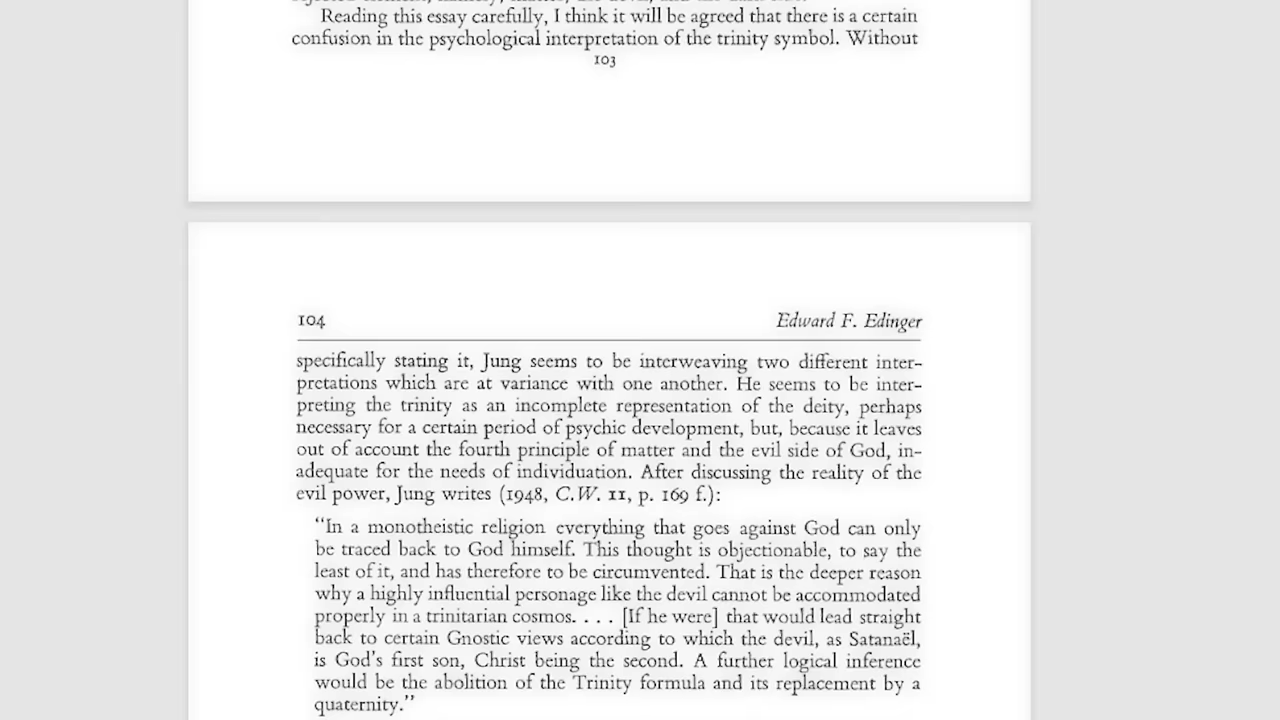 Reading this essay carefully, I think it will be agreed that there is a certain
confusion in the psychological interpretation of the trinity symbol. Without
103
104 Edward F. Edinger
specifically stating it, Jung seems to be interweaving two different inter-
pretations which are at variance with one another. He seems to be inter-
preting the trinity as an incomplete representation of the deity, perhaps
necessary for a certain period of psychic development, but, because it leaves
out of account the fourth principle of matter and the evil side of God, in-
adequate for the needs of individuation. After discussing the reality of the
evil power, Jung writes (1948, C.W. 11, p. 169 f.):
“In a monotheistic religion everything that goes against God can only
be traced back to God himself. This thought is objectionable, to say the
least of it, and has therefore to be circumvented. That is the deeper reason
why a highly influential personage like the devil cannot be accommodated
properly in a trinitarian cosmos. . . . [If he were] that would lead straight
back to certain Gnostic views according to which the devil, as Satanaël,
is God's first son, Christ being the second. A further logical inference
would be the abolition of the Trinity formula and its replacement by a
quaternity.”